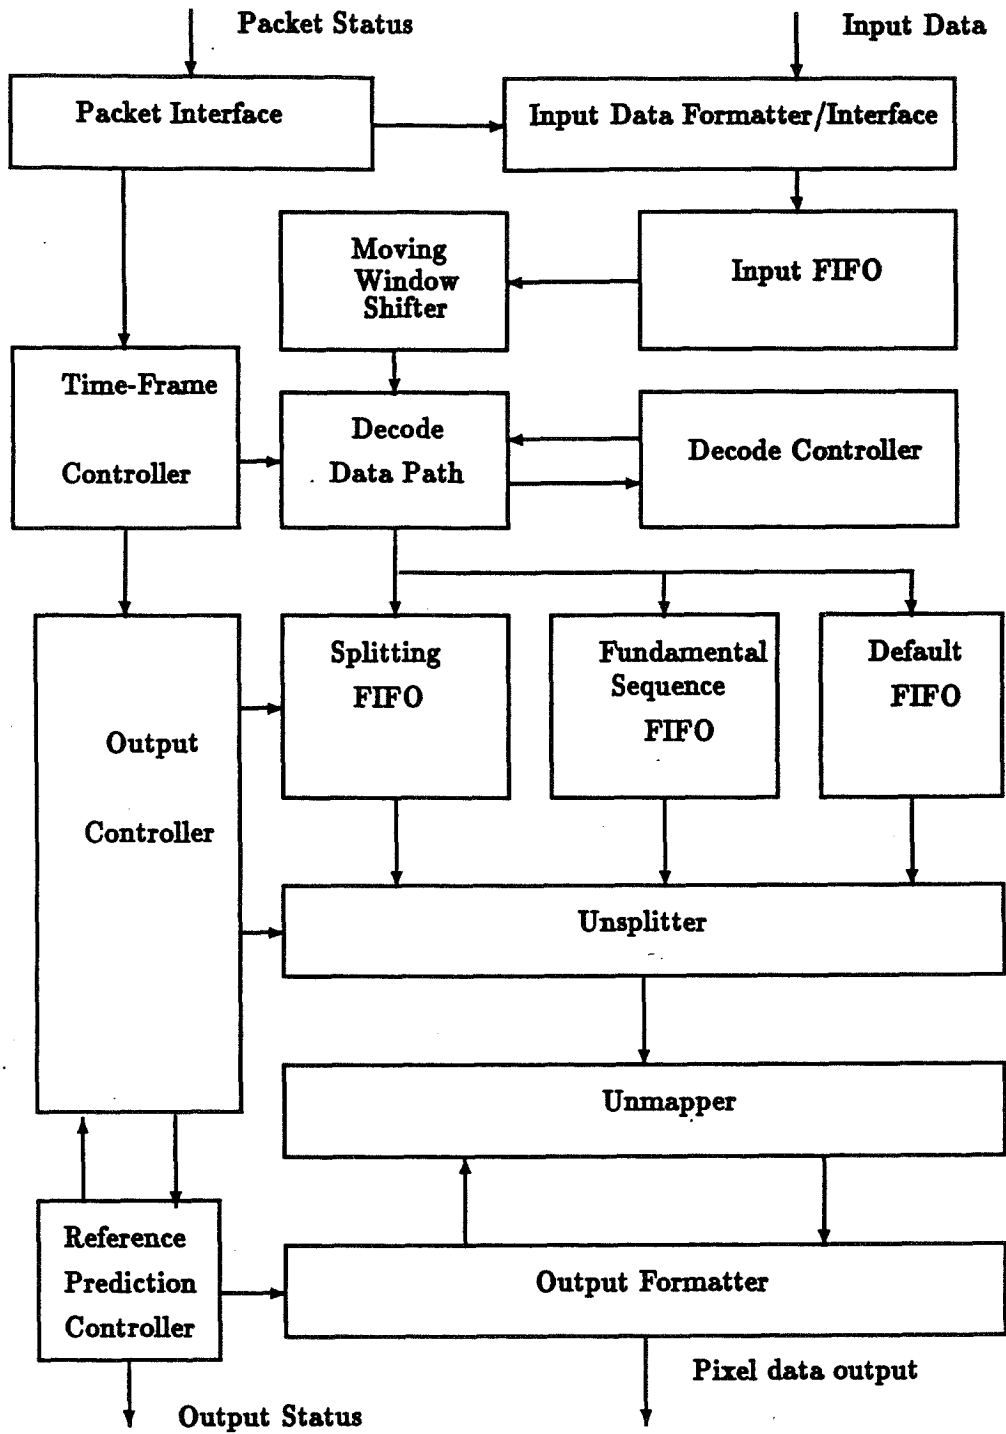 Packet Status
Input Data
Packet Interface
Input Data Formatter/Interface
Moving
Window
Shifter
Input FIFO
Time-Frame
Controller
Decode
Data Path
Decode Controller
Splitting
FIFO
Fundamental
Sequence
FIFO
Default
FIFO
Output
Controller
Unsplitter
Unmapper
Reference
Prediction
Controller
Output Formatter
Pixel data output
Output Status